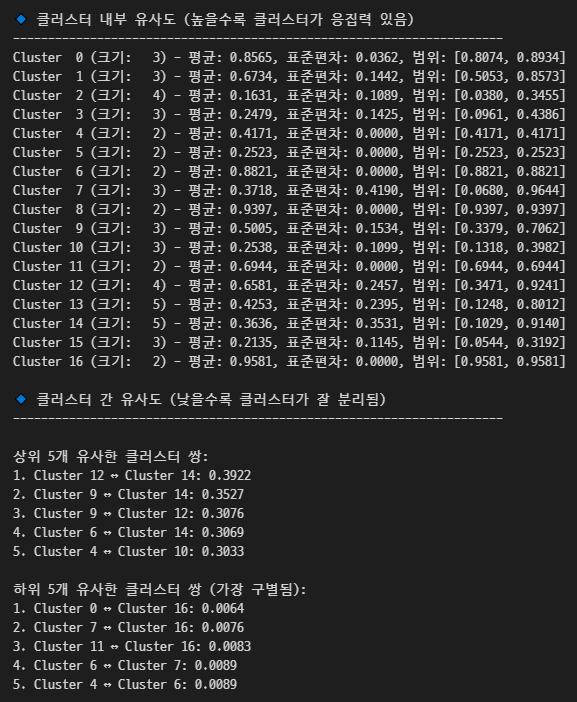 🔹 클러스터 내부 유사도 (높을수록 클러스터가 응집력 있음)
----------------------------------------------------------------------
Cluster  0 (크기:   3) - 평균: 0.8565, 표준편차: 0.0362, 범위: [0.8074, 0.8934]
Cluster  1 (크기:   3) - 평균: 0.6734, 표준편차: 0.1442, 범위: [0.5053, 0.8573]
Cluster  2 (크기:   4) - 평균: 0.1631, 표준편차: 0.1089, 범위: [0.0380, 0.3455]
Cluster  3 (크기:   3) - 평균: 0.2479, 표준편차: 0.1425, 범위: [0.0961, 0.4386]
Cluster  4 (크기:   2) - 평균: 0.4171, 표준편차: 0.0000, 범위: [0.4171, 0.4171]
Cluster  5 (크기:   2) - 평균: 0.2523, 표준편차: 0.0000, 범위: [0.2523, 0.2523]
Cluster  6 (크기:   2) - 평균: 0.8821, 표준편차: 0.0000, 범위: [0.8821, 0.8821]
Cluster  7 (크기:   3) - 평균: 0.3718, 표준편차: 0.4190, 범위: [0.0680, 0.9644]
Cluster  8 (크기:   2) - 평균: 0.9397, 표준편차: 0.0000, 범위: [0.9397, 0.9397]
Cluster  9 (크기:   3) - 평균: 0.5005, 표준편차: 0.1534, 범위: [0.3379, 0.7062]
Cluster 10 (크기:   3) - 평균: 0.2538, 표준편차: 0.1099, 범위: [0.1318, 0.3982]
Cluster 11 (크기:   2) - 평균: 0.6944, 표준편차: 0.0000, 범위: [0.6944, 0.6944]
Cluster 12 (크기:   4) - 평균: 0.6581, 표준편차: 0.2457, 범위: [0.3471, 0.9241]
Cluster 13 (크기:   5) - 평균: 0.4253, 표준편차: 0.2395, 범위: [0.1248, 0.8012]
Cluster 14 (크기:   5) - 평균: 0.3636, 표준편차: 0.3531, 범위: [0.1029, 0.9140]
Cluster 15 (크기:   3) - 평균: 0.2135, 표준편차: 0.1145, 범위: [0.0544, 0.3192]
Cluster 16 (크기:   2) - 평균: 0.9581, 표준편차: 0.0000, 범위: [0.9581, 0.9581]
🔹 클러스터 간 유사도 (낮을수록 클러스터가 잘 분리됨)
----------------------------------------------------------------------
상위 5개 유사한 클러스터 쌍:
1. Cluster 12 ↔ Cluster 14: 0.3922
2. Cluster 9 ↔ Cluster 14: 0.3527
3. Cluster 9 ↔ Cluster 12: 0.3076
4. Cluster 6 ↔ Cluster 14: 0.3069
5. Cluster 4 ↔ Cluster 10: 0.3033
하위 5개 유사한 클러스터 쌍 (가장 구별됨):
1. Cluster 0 ↔ Cluster 16: 0.0064
2. Cluster 7 ↔ Cluster 16: 0.0076
3. Cluster 11 ↔ Cluster 16: 0.0083
4. Cluster 6 ↔ Cluster 7: 0.0089
5. Cluster 4 ↔ Cluster 6: 0.0089